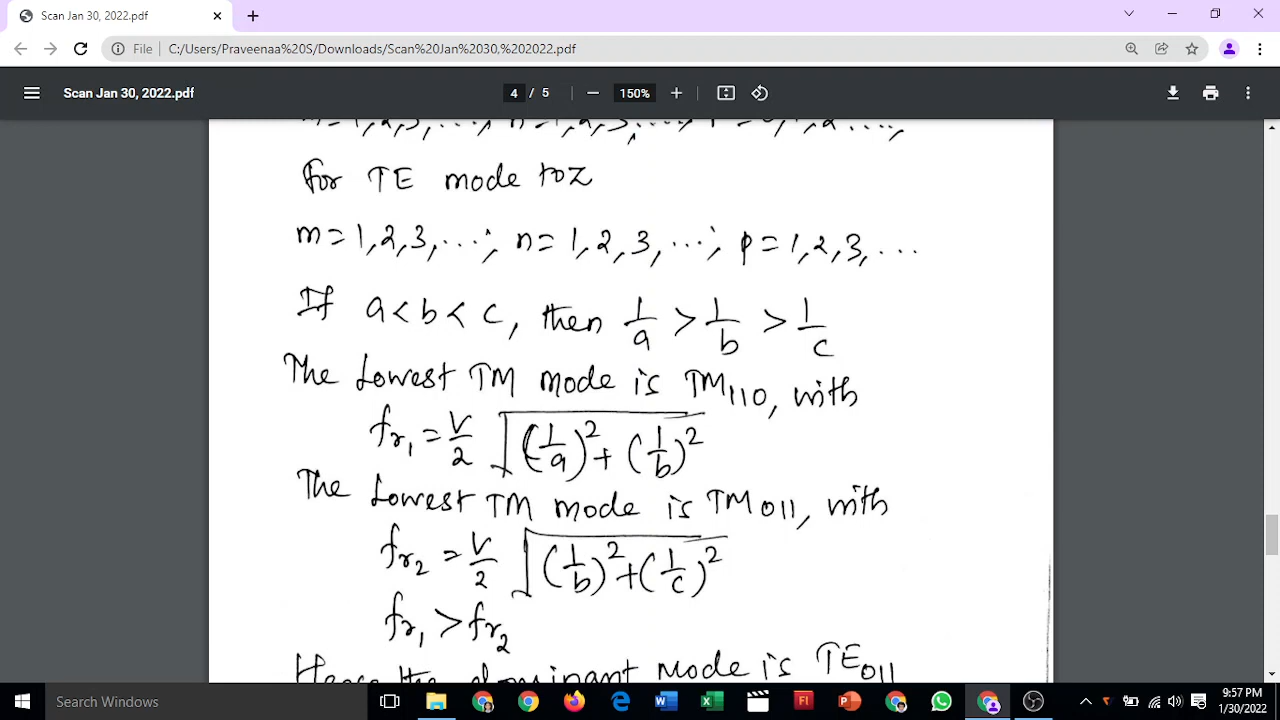 Scan Jan 30, 2022.pdf
File C:/Users/Praveenaa%20S/Downloads/Scan%20Jan%2030,%202022.pdf
Scan Jan 30, 2022.pdf 4 / 5 150%
for TE mode to z
m=1,2,3,...; n=1,2,3,...; p=1,2,3,...
If a<b<c, then 1/a > 1/b > 1/c
The Lowest TM mode is TM110, with
fr1 = v/2 √(1/a)²+(1/b)²
The Lowest TM mode is TM011, with
fr2 = v/2 √(1/b)²+(1/c)²
fr1 > fr2
Hence the dominant mode is TE011
Search Windows
9:57 PM
1/30/2022